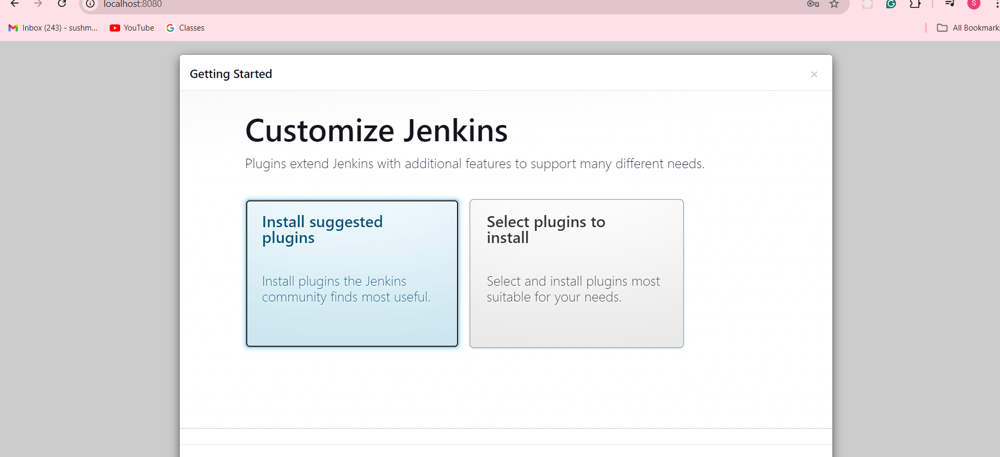 localhost:8080
S
Inbox (243) - sushm... YouTube Classes All Bookmarks
Getting Started ×
Customize Jenkins
Plugins extend Jenkins with additional features to support many different needs.
Install suggested
plugins
Install plugins the Jenkins
community finds most useful.
Select plugins to
install
Select and install plugins most
suitable for your needs.